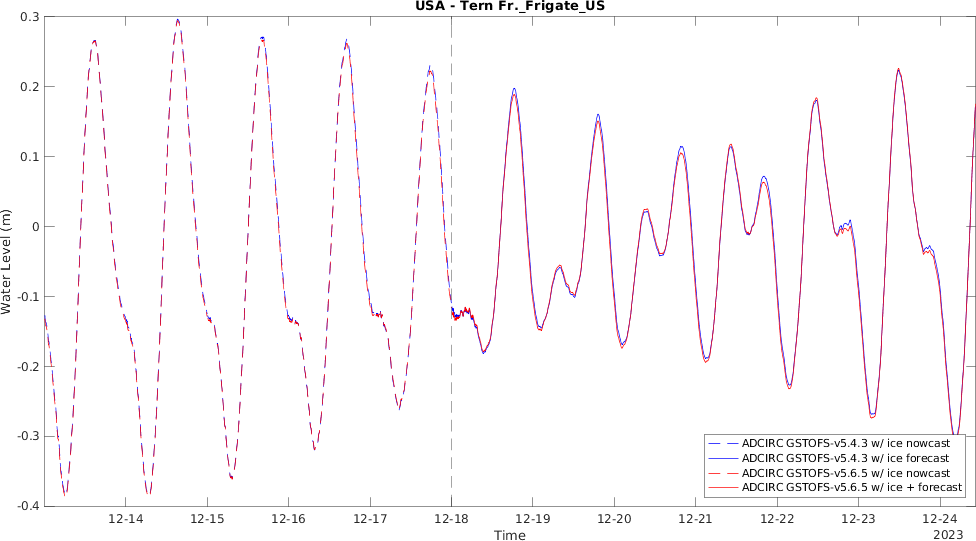 USA - Tern Fr._Frigate_US
0.3
0.2
0.1
0
-0.1
-0.2
-0.3
-0.4
Water Level (m)
12-14 12-15 12-16 12-17 12-18 12-19 12-20 12-21 12-22 12-23 12-24
2023
Time
ADCIRC GSTOFS-v5.4.3 w/ ice nowcast
ADCIRC GSTOFS-v5.4.3 w/ ice forecast
ADCIRC GSTOFS-v5.6.5 w/ ice nowcast
ADCIRC GSTOFS-v5.6.5 w/ ice + forecast